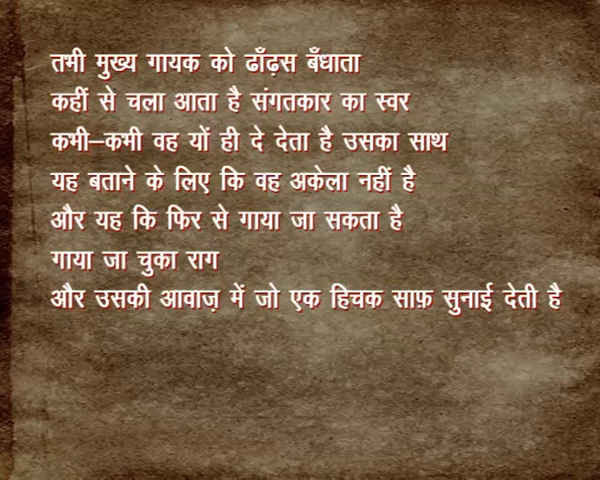 तभी मुख्य गायक को ढाँढ़स बँधाता
कहीं से चला आता है संगतकार का स्वर
कभी–कभी वह यों ही दे देता है उसका साथ
यह बताने के लिए कि वह अकेला नहीं है
और यह कि फिर से गाया जा सकता है
गाया जा चुका राग
और उसकी आवाज़ में जो एक हिचक साफ़ सुनाई देती है